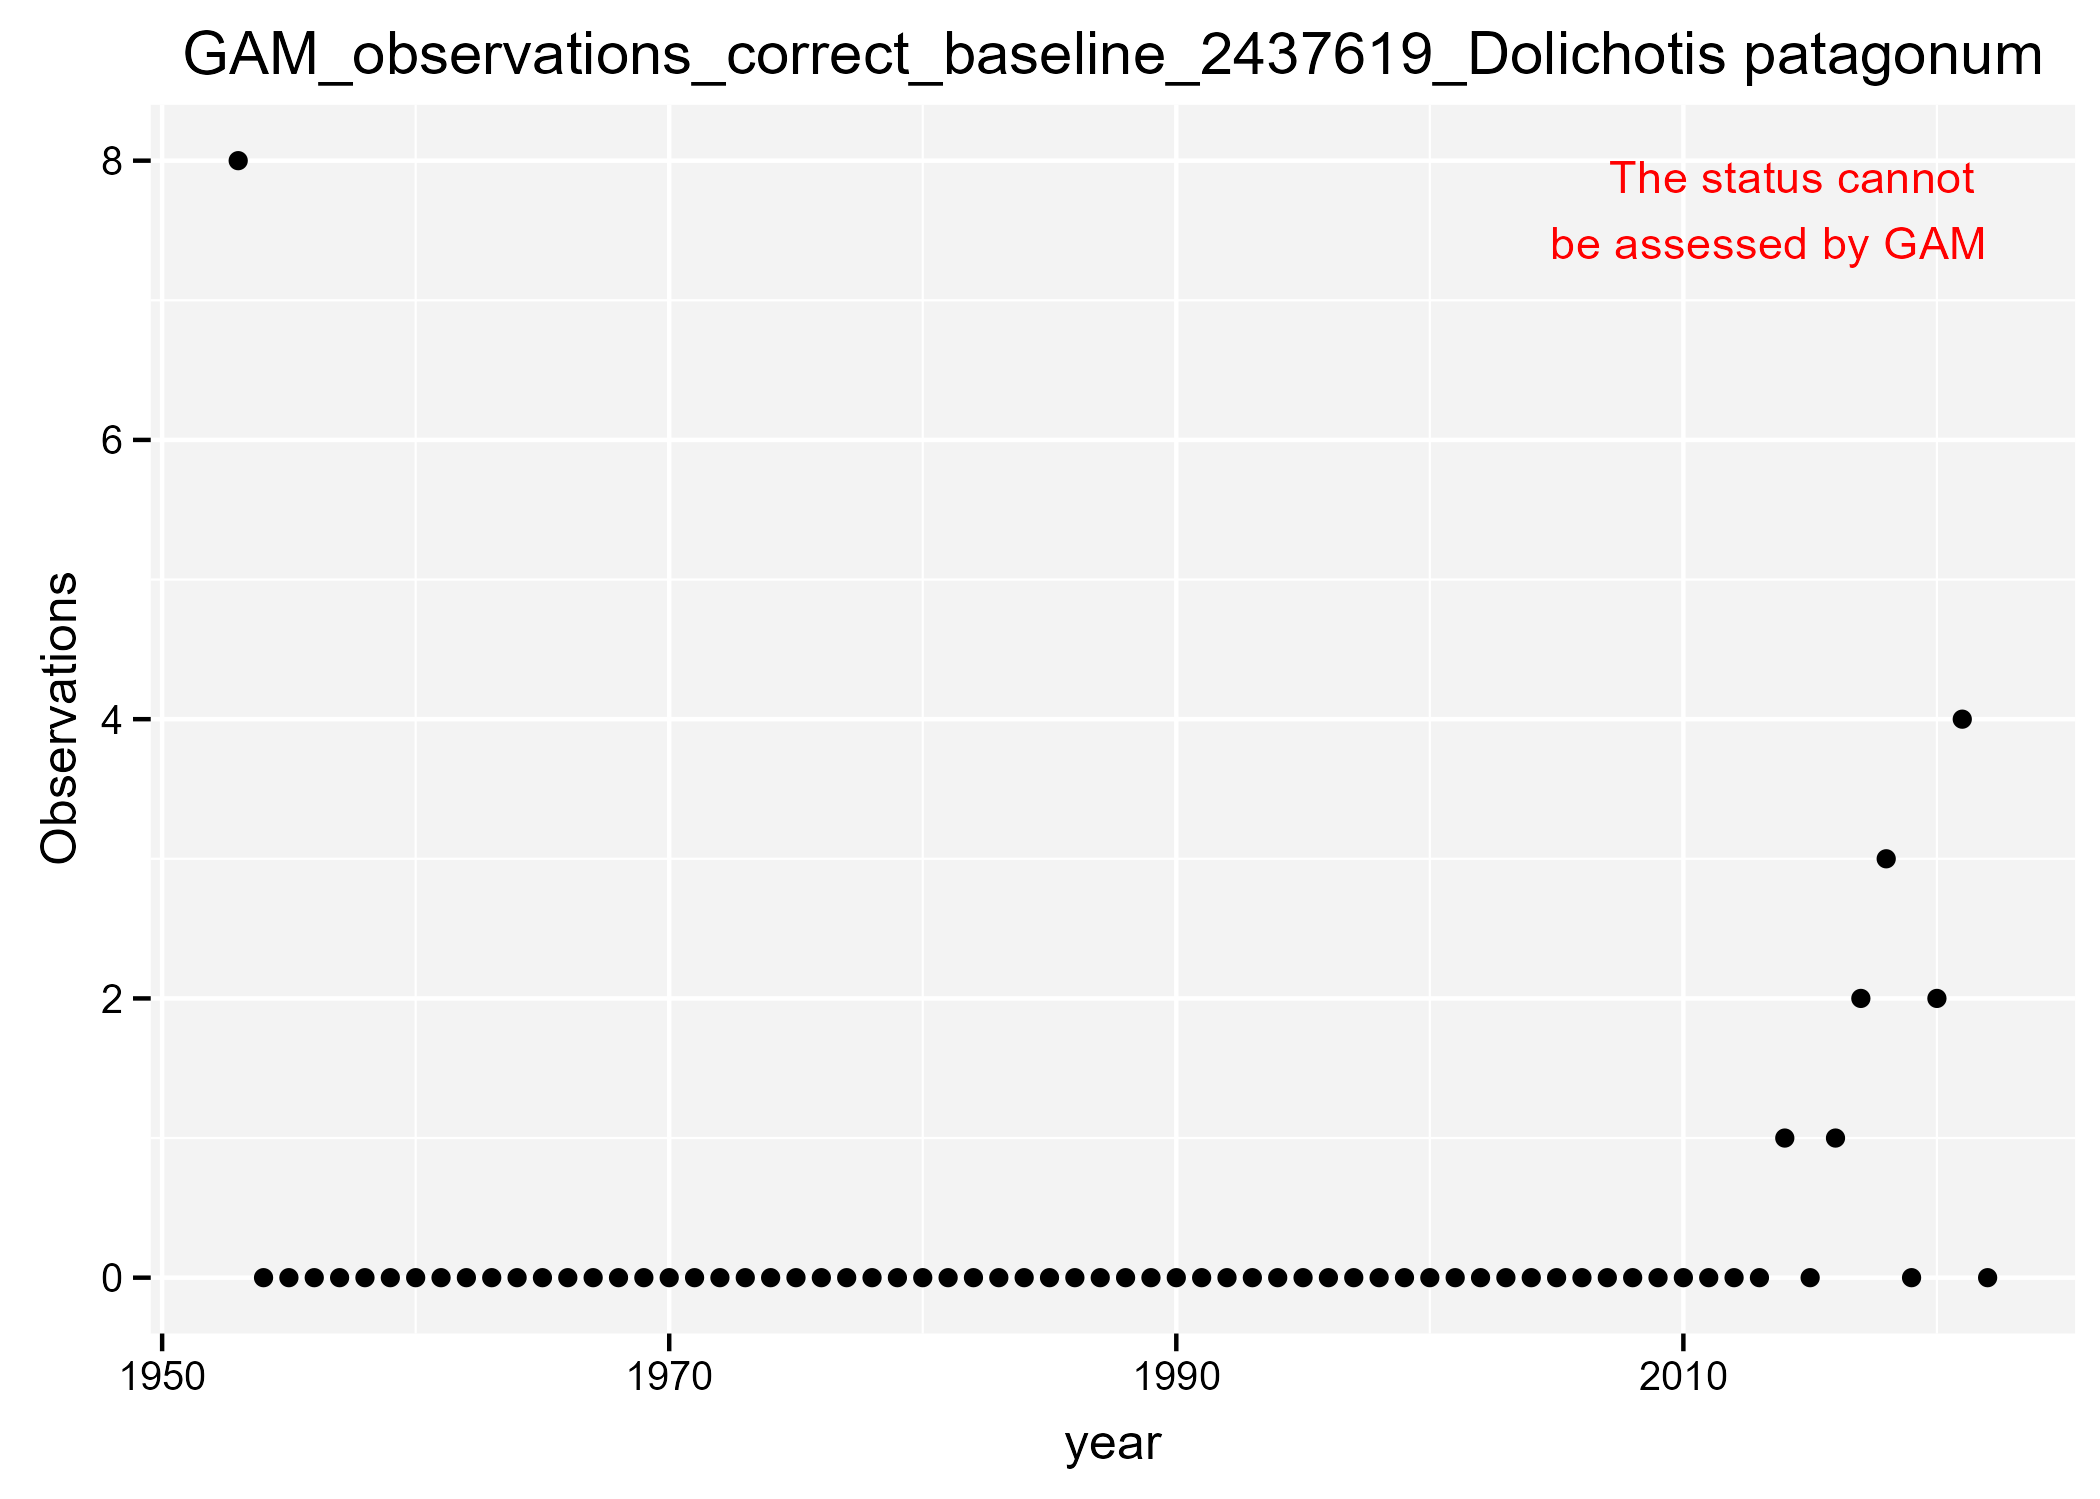 GAM_observations_correct_baseline_2437619_Dolichotis patagonum
8
The status cannot
be assessed by GAM
6
Observations
4
2
0
1950 1970 1990 2010
year